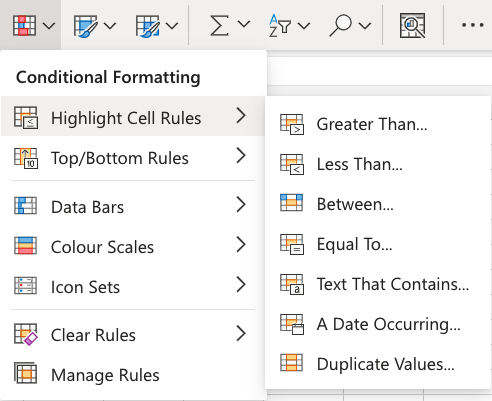 Conditional Formatting
Highlight Cell Rules
Top/Bottom Rules
Data Bars
Colour Scales
Icon Sets
Clear Rules
Manage Rules
Greater Than...
Less Than...
Between...
Equal To...
Text That Contains...
A Date Occurring...
Duplicate Values...